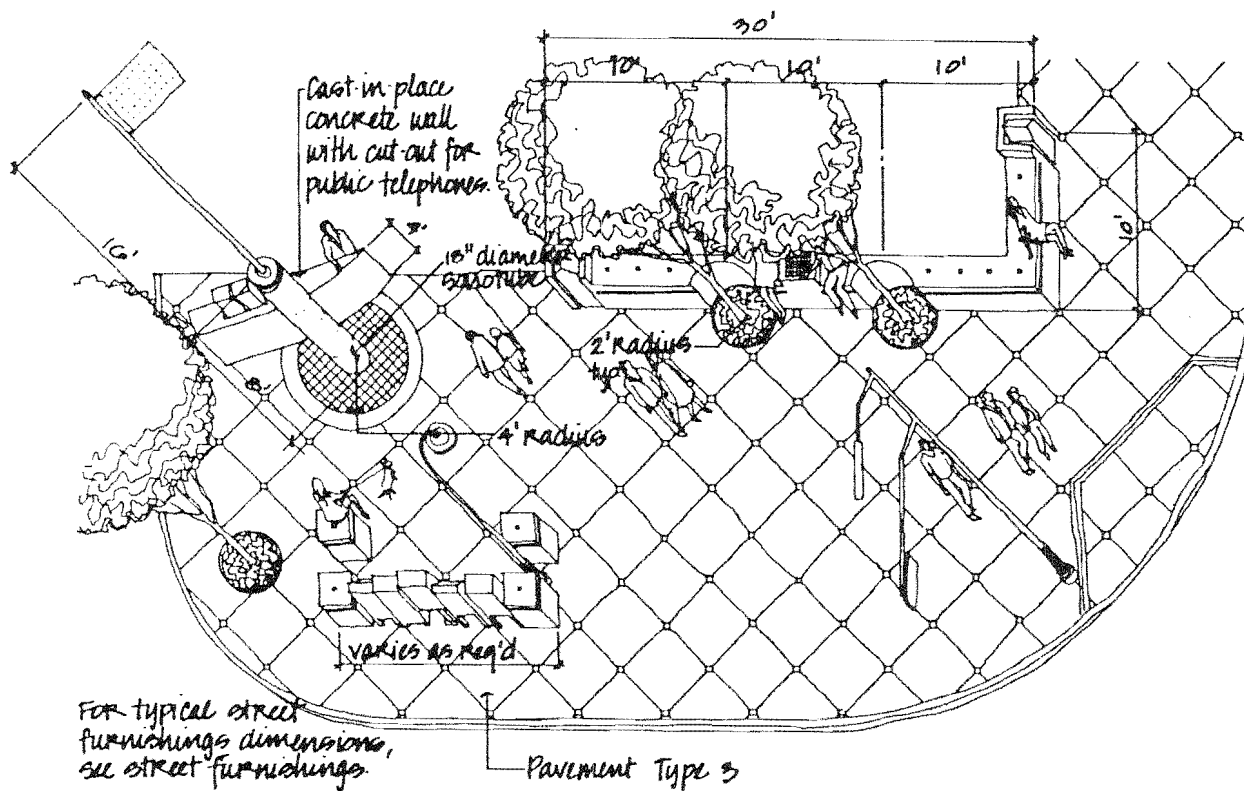 30'
10' 10' 10'
Cast-in-place
concrete wall
with cut-out for
public telephones.
16'
18" diameter
sonotube
10'
2' Radius
typ.
8'
4' Radius
varies as req'd
For typical street
furnishings dimensions,
see street furnishings.
Pavement Type 3